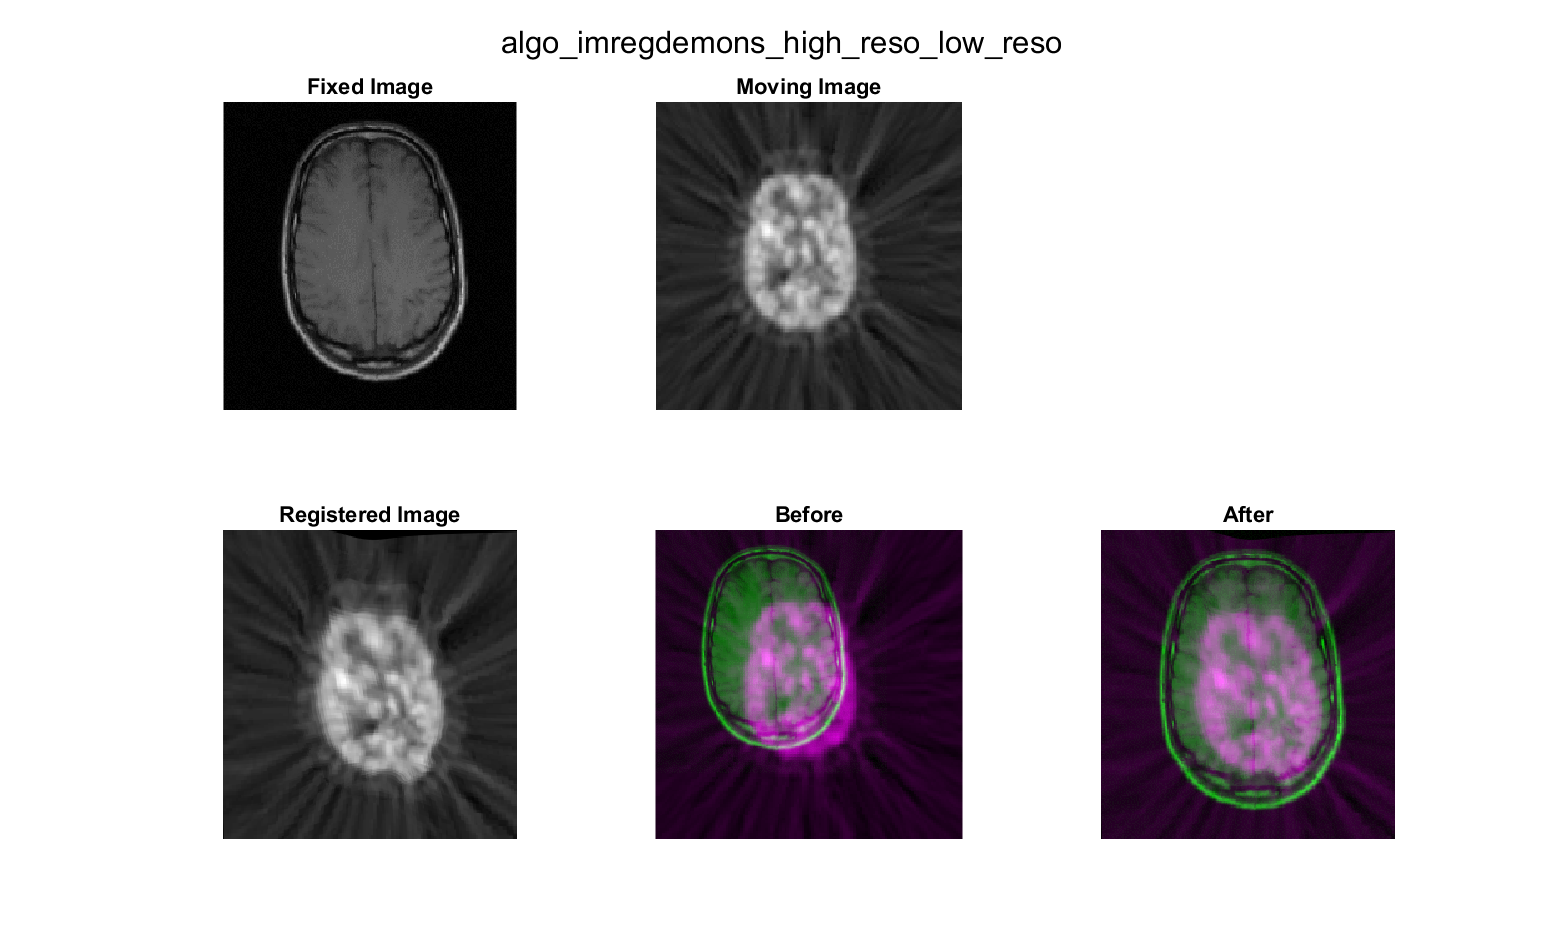 algo_imregdemons_high_reso_low_reso
Fixed Image
Moving Image
Registered Image
Before
After